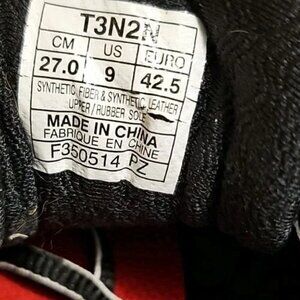 T3N2N
CM US EURO
27.0 9 42.5
SYNTHETIC FIBER & SYNTHETIC LEATHER
UPPER/RUBBER SOLE
MADE IN CHINA
FABRIQUE EN CHINE
F350514 PZ